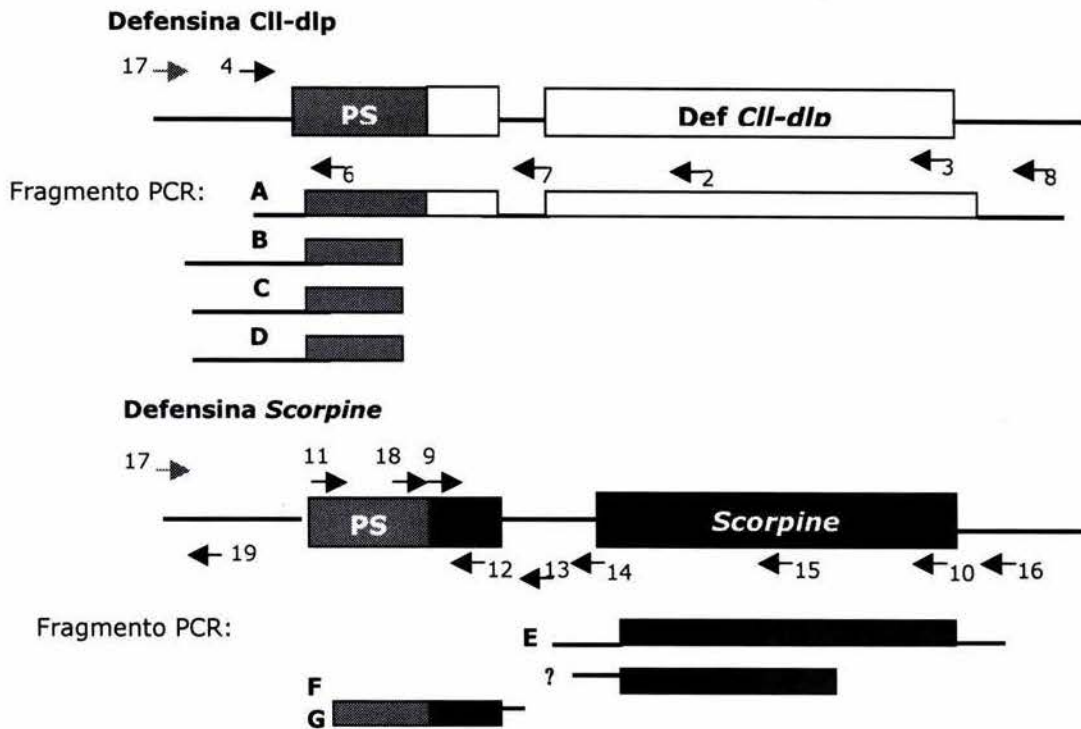 Defensina Cll-dlp
17 4
PS Def Cll-dlp
6 7 2 3 8
Fragmento PCR: A
B
C
D
Defensina Scorpine
17 11 18 9
PS Scorpine
19 12 13 14 15 10 16
Fragmento PCR: E
?
F
G